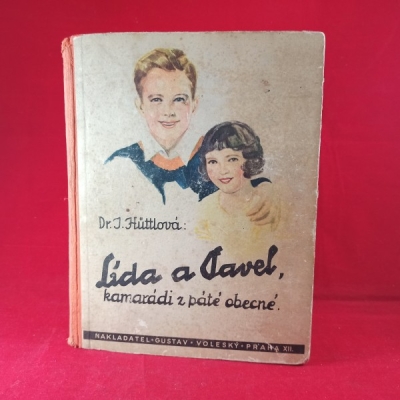 Dr. J. Hüttlová:
Lída a Pavel,
kamarádi z páté obecné.
NAKLADATEL • GUSTAV • VOLESKÝ • PRAHA XII.